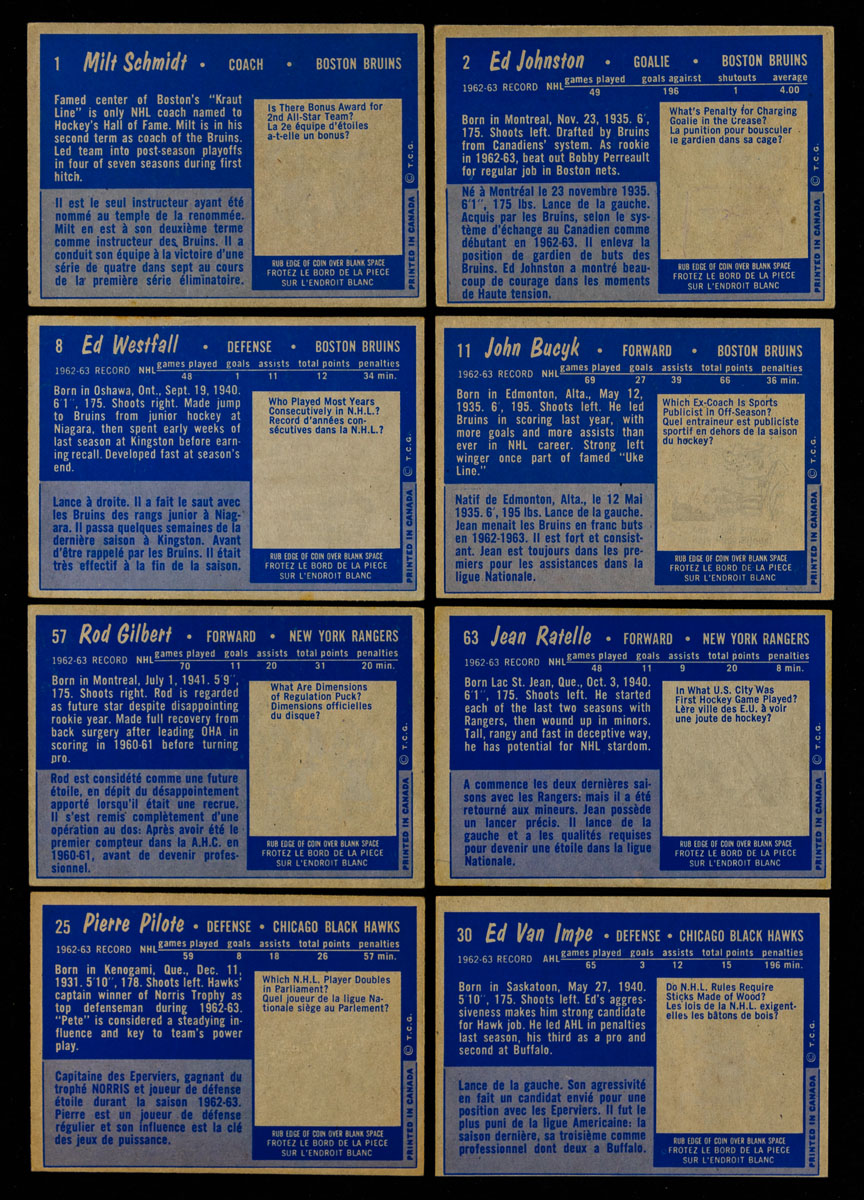 1 Milt Schmidt • COACH • BOSTON BRUINS
Famed center of Boston's "Kraut
Line" is only NHL coach named to
Hockey's Hall of Fame. Milt is in his
second term as coach of the Bruins.
Led team into post-season playoffs
in four of seven seasons during first
hitch.
Il est le seul instructeur ayant été
nommé au temple de la renommée.
Milt en est à son deuxième terme
comme instructeur des Bruins. Il a
conduit son équipe à la victoire d'une
série de quatre dans sept au cours
de la première série éliminatoire.
Is There Bonus Award for
2nd All-Star Team?
La 2e équipe d'étoiles
a-t-elle un bonus?
RUB EDGE OF COIN OVER BLANK SPACE
FROTEZ LE BORD DE LA PIECE
SUR L'ENDROIT BLANC
PRINTED IN CANADA © T.C.G.
2 Ed Johnston • GOALIE • BOSTON BRUINS
1962-63 RECORD NHL games played goals against shutouts average
49 196 1 4.00
Born in Montreal, Nov. 23, 1935. 6',
175. Shoots left. Drafted by Bruins
from Canadiens' system. As rookie
in 1962-63, beat out Bobby Perreault
for regular job in Boston nets.
Né à Montréal le 23 novembre 1935.
6'1", 175 lbs. Lance de la gauche.
Acquis par les Bruins, selon le sys-
tème d'échange au Canadien comme
débutant en 1962-63. Il enleva la
position de gardien de buts des
Bruins. Ed Johnston a montré beau-
coup de courage dans les moments
de Haute tension.
What's Penalty for Charging
Goalie in the Crease?
La punition pour bousculer
le gardien dans sa cage?
RUB EDGE OF COIN OVER BLANK SPACE
FROTEZ LE BORD DE LA PIECE
SUR L'ENDROIT BLANC
PRINTED IN CANADA © T.C.G.
8 Ed Westfall • DEFENSE • BOSTON BRUINS
1962-63 RECORD NHL games played goals assists total points penalties
48 1 11 12 34 min.
Born in Oshawa, Ont., Sept. 19, 1940.
6'1", 175. Shoots right. Made jump
to Bruins from junior hockey at
Niagara, then spent early weeks of
last season at Kingston before earn-
ing recall. Developed fast at season's
end.
Lance à droite. Il a fait le saut avec
les Bruins des rangs junior à Niag-
ara. Il passa quelques semaines de la
dernière saison à Kingston. Avant
d'être rappelé par les Bruins. Il était
très effectif à la fin de la saison.
Who Played Most Years
Consecutively in N.H.L.?
Record d'années con-
sécutives dans la N.H.L.?
RUB EDGE OF COIN OVER BLANK SPACE
FROTEZ LE BORD DE LA PIECE
SUR L'ENDROIT BLANC
PRINTED IN CANADA © T.C.G.
11 John Bucyk • FORWARD • BOSTON BRUINS
1962-63 RECORD NHL games played goals assists total points penalties
69 27 39 66 36 min.
Born in Edmonton, Alta., May 12,
1935. 6', 195. Shoots left. He led
Bruins in scoring last year, with
more goals and more assists than
ever in NHL career. Strong left
winger once part of famed "Uke
Line."
Natif de Edmonton, Alta., le 12 Mai
1935. 6', 195 lbs. Lance de la gauche.
Jean menait les Bruins en franc buts
en 1962-1963. Il est fort et consist-
ant. Jean est toujours dans les pre-
miers pour les assistances dans la
ligue Nationale.
Which Ex-Coach Is Sports
Publicist in Off-Season?
Quel entraineur est publiciste
sportif en dehors de la saison
du hockey?
RUB EDGE OF COIN OVER BLANK SPACE
FROTEZ LE BORD DE LA PIECE
SUR L'ENDROIT BLANC
PRINTED IN CANADA © T.C.G.
57 Rod Gilbert • FORWARD • NEW YORK RANGERS
1962-63 RECORD NHL games played goals assists total points penalties
70 11 20 31 20 min.
Born in Montreal, July 1, 1941. 5'9",
175. Shoots right. Rod is regarded
as future star despite disappointing
rookie year. Made full recovery from
back surgery after leading OHA in
scoring in 1960-61 before turning
pro.
Rod est considété comme une future
étoile, en dépit du désappointement
apporté lorsqu'il était une recrue.
Il s'est remis complètement d'une
opération au dos: Après avoir été le
premier compteur dans la A.H.C. en
1960-61, avant de devenir profes-
sionnel.
What Are Dimensions
of Regulation Puck?
Dimensions officielles
du disque?
RUB EDGE OF COIN OVER BLANK SPACE
FROTEZ LE BORD DE LA PIECE
SUR L'ENDROIT BLANC
PRINTED IN CANADA © T.C.G.
63 Jean Ratelle • FORWARD • NEW YORK RANGERS
1962-63 RECORD NHL games played goals assists total points penalties
48 11 9 20 8 min.
Born Lac St. Jean, Que., Oct. 3, 1940.
6'1", 175. Shoots left. He started
each of the last two seasons with
Rangers, then wound up in minors.
Tall, rangy and fast in deceptive way,
he has potential for NHL stardom.
A commence les deux dernières sai-
sons avec les Rangers: mais il a été
retourné aux mineurs. Jean possède
un lancer précis. Il lance de la
gauche et a les qualités requises
pour devenir une étoile dans la ligue
Nationale.
In What U.S. City Was
First Hockey Game Played?
Lère ville des E.U. à voir
une joute de hockey?
RUB EDGE OF COIN OVER BLANK SPACE
FROTEZ LE BORD DE LA PIECE
SUR L'ENDROIT BLANC
PRINTED IN CANADA © T.C.G.
25 Pierre Pilote • DEFENSE • CHICAGO BLACK HAWKS
1962-63 RECORD NHL games played goals assists total points penalties
59 8 18 26 57 min.
Born in Kenogami, Que., Dec. 11,
1931. 5'10", 178. Shoots left. Hawks'
captain winner of Norris Trophy as
top defenseman during 1962-63.
"Pete" is considered a steadying in-
fluence and key to team's power
play.
Capitaine des Eperviers, gagnant du
trophé NORRIS et joueur de défense
étoile durant la saison 1962-63.
Pierre est un joueur de défense
régulier et son influence est la clé
des jeux de puissance.
Which N.H.L. Player Doubles
in Parliament?
Quel joueur de la ligue Na-
tionale siège au Parlement?
RUB EDGE OF COIN OVER BLANK SPACE
FROTEZ LE BORD DE LA PIECE
SUR L'ENDROIT BLANC
PRINTED IN CANADA © T.C.G.
30 Ed Van Impe • DEFENSE • CHICAGO BLACK HAWKS
1962-63 RECORD AHL games played goals assists total points penalties
65 3 12 15 196 min.
Born in Saskatoon, May 27, 1940.
5'10", 175. Shoots left. Ed's aggres-
siveness makes him strong candidate
for Hawk job. He led AHL in penalties
last season, his third as a pro and
second at Buffalo.
Lance de la gauche. Son agressivité
en fait un candidat envié pour une
position avec les Eperviers. Il fut le
plus puni de la ligue Americaine: la
saison dernière, sa troisième comme
professionnel dont deux a Buffalo.
Do N.H.L. Rules Require
Sticks Made of Wood?
Les lois de la N.H.L. exigent-
elles les bâtons de bois?
RUB EDGE OF COIN OVER BLANK SPACE
FROTEZ LE BORD DE LA PIECE
SUR L'ENDROIT BLANC
PRINTED IN CANADA © T.C.G.